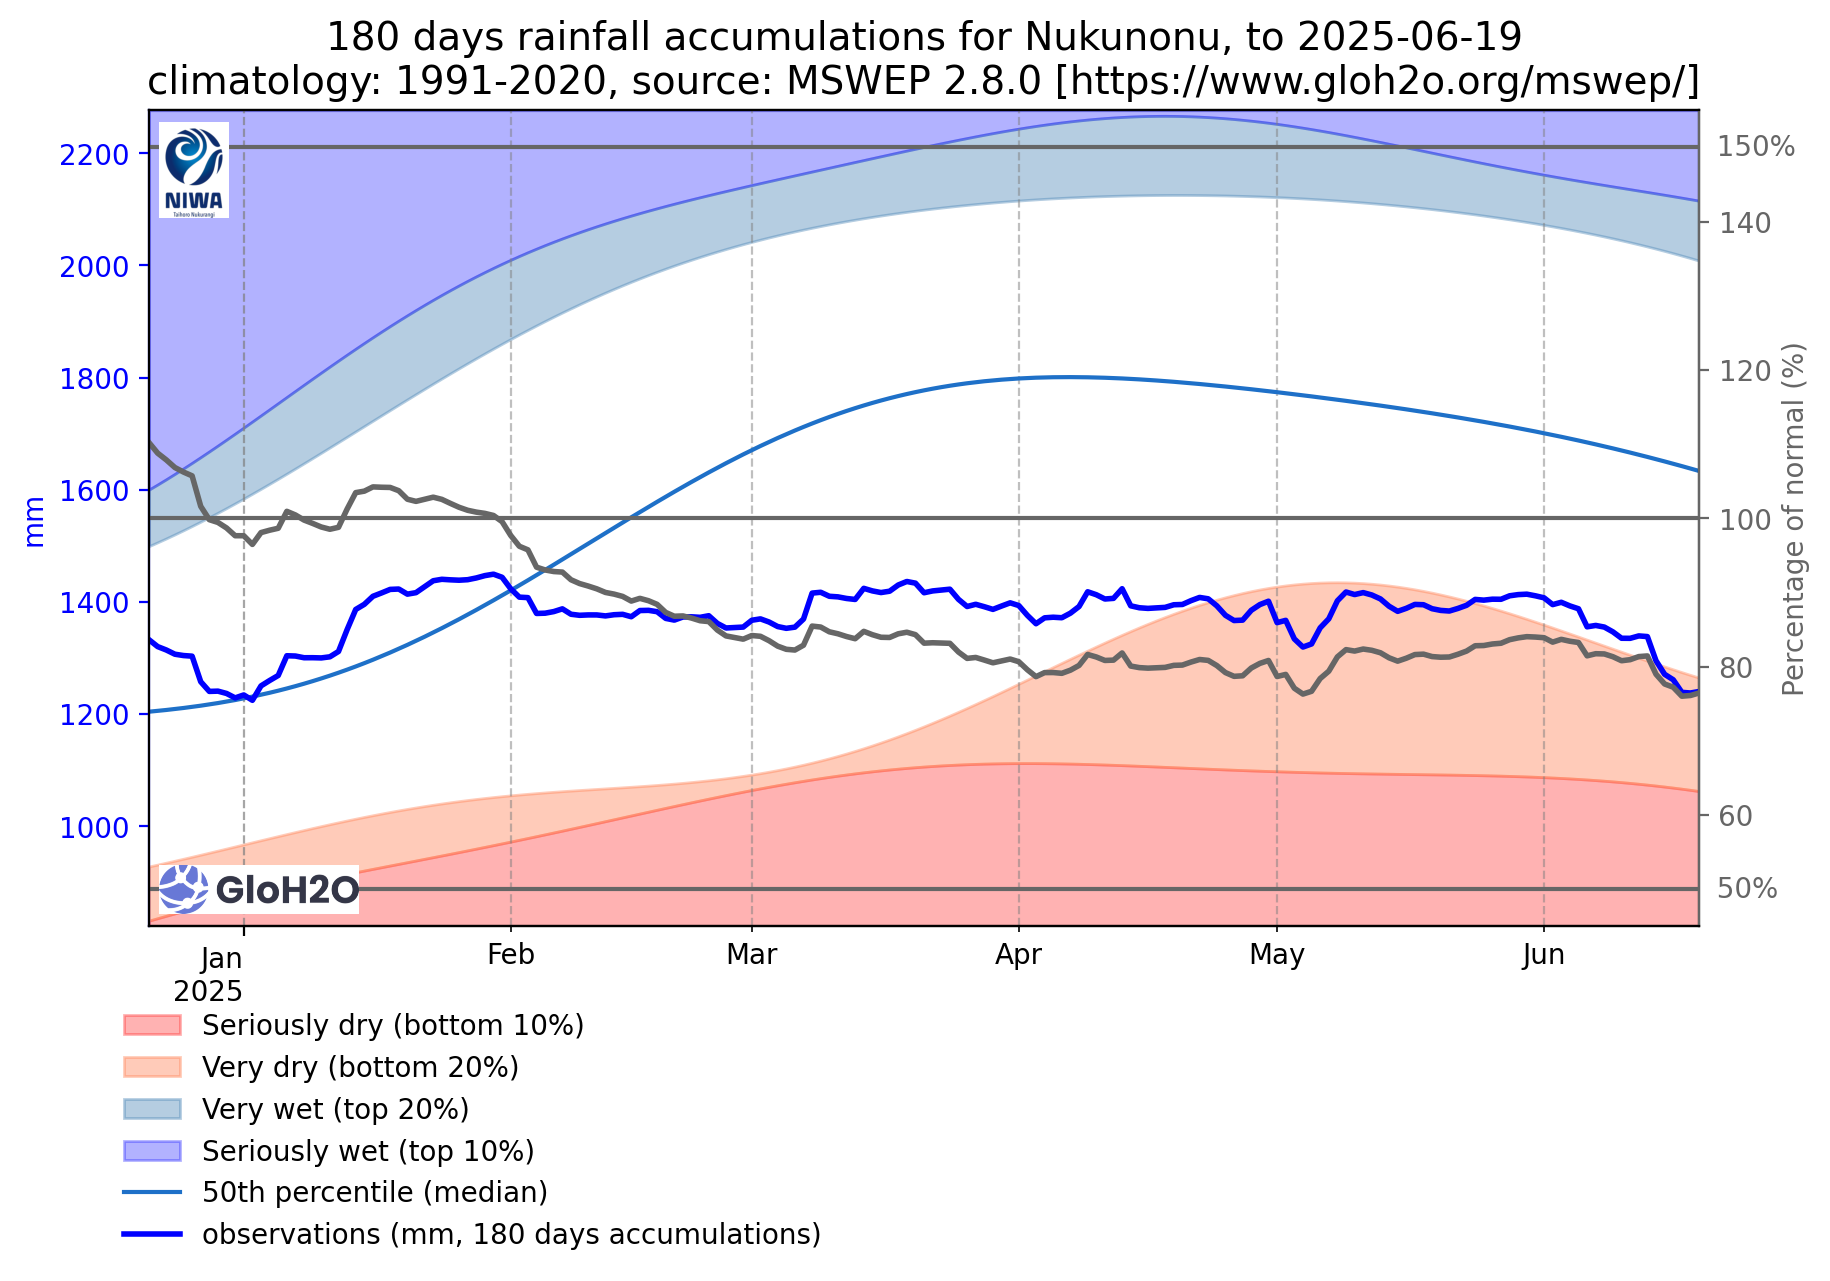 180 days rainfall accumulations for Nukunonu, to 2025-06-19
climatology: 1991-2020, source: MSWEP 2.8.0 [https://www.gloh2o.org/mswep/]
NIWA
Taihoro Nukurangi
2200
2000
1800
1600
1400
1200
1000
mm
150%
140
120
100
80
60
50%
Percentage of normal (%)
GloH2O
Jan
2025
Feb
Mar
Apr
May
Jun
Seriously dry (bottom 10%)
Very dry (bottom 20%)
Very wet (top 20%)
Seriously wet (top 10%)
50th percentile (median)
observations (mm, 180 days accumulations)